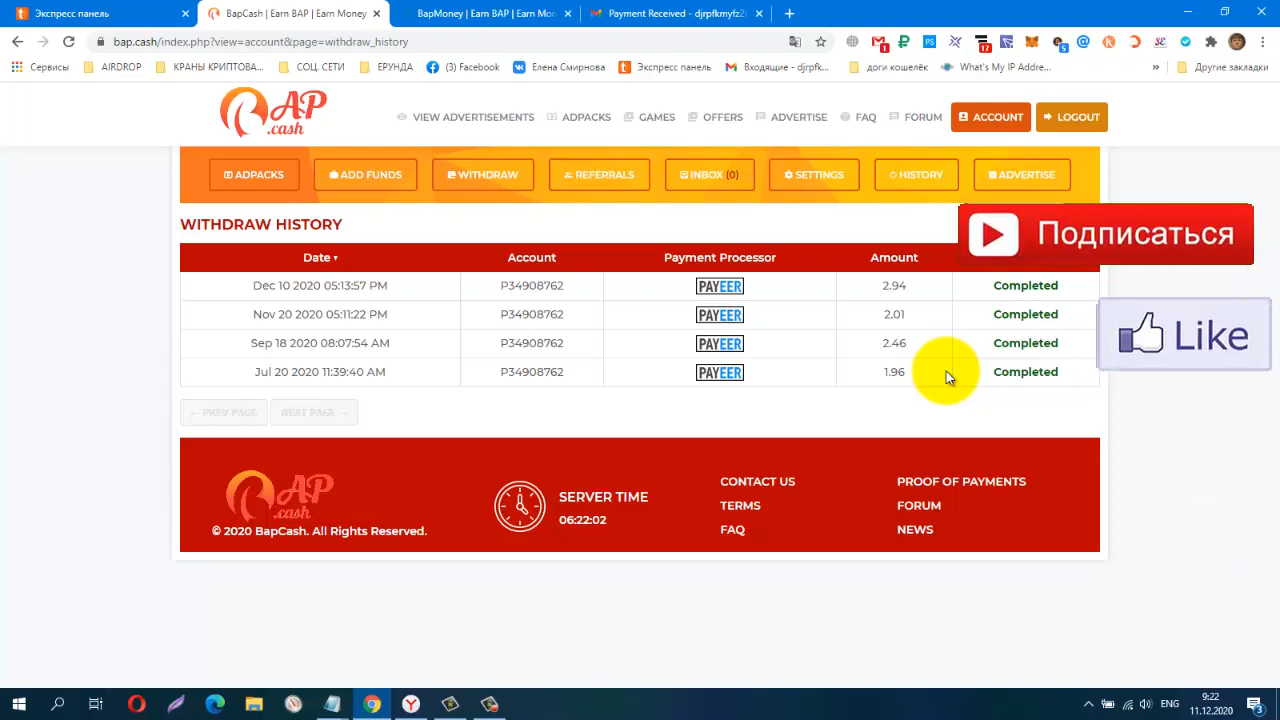 Экспресс панель
BapCash | Earn BAP | Earn Money
BapMoney | Earn BAP | Earn Mon
Payment Received - djrpfkmyfz2
bap.cash/index.php?view=account&page=withdraw_history
1
17
5
Сервисы
AIRDROP
КРАНЫ КРИПТОВА...
СОЦ. СЕТИ
ЕРУНДА
(3) Facebook
Елена Смирнова
Экспресс панель
Входящие - djrpfk...
доги кошелёк
What's My IP Addre...
Другие закладки
AP
.cash
VIEW ADVERTISEMENTS
ADPACKS
GAMES
OFFERS
ADVERTISE
FAQ
FORUM
ACCOUNT
LOGOUT
ADPACKS
ADD FUNDS
WITHDRAW
REFERRALS
INBOX (0)
SETTINGS
HISTORY
ADVERTISE
WITHDRAW HISTORY
Подписаться
Date Account Payment Processor Amount
Dec 10 2020 05:13:57 PM P34908762 PAYEER 2.94 Completed
Nov 20 2020 05:11:22 PM P34908762 PAYEER 2.01 Completed
Sep 18 2020 08:07:54 AM P34908762 PAYEER 2.46 Completed
Jul 20 2020 11:39:40 AM P34908762 PAYEER 1.96 Completed
Like
← PREV PAGE
NEXT PAGE →
AP
.cash
© 2020 BapCash. All Rights Reserved.
SERVER TIME
06:22:02
CONTACT US
TERMS
FAQ
PROOF OF PAYMENTS
FORUM
NEWS
ENG
9:22
11.12.2020
3